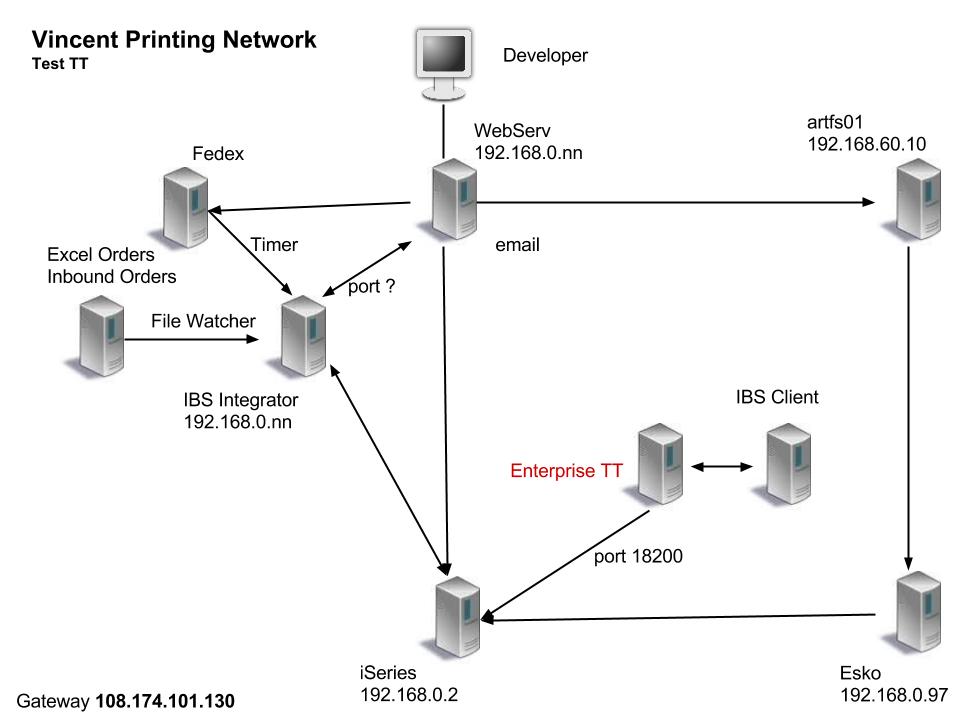 Vincent Printing Network
Test TT
Developer
WebServ
192.168.0.nn
artfs01
192.168.60.10
Fedex
Timer
email
Excel Orders
Inbound Orders
port ?
File Watcher
IBS Integrator
192.168.0.nn
IBS Client
Enterprise TT
port 18200
iSeries
192.168.0.2
Esko
192.168.0.97
Gateway 108.174.101.130